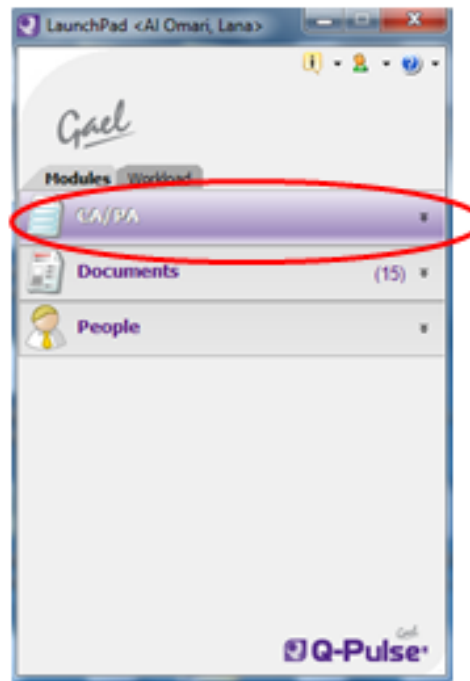 LaunchPad <Al Omari, Lana>
Gael
Modules Workload
CA/PA
Documents (15)
People
Gael
Q-Pulse